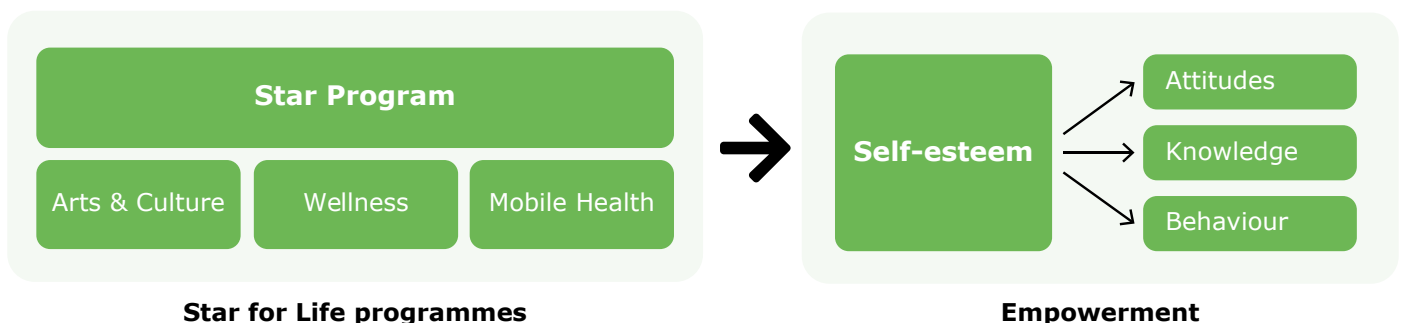 Star Program
Arts & Culture
Wellness
Mobile Health
Star for Life programmes
Self-esteem
Attitudes
Knowledge
Behaviour
Empowerment